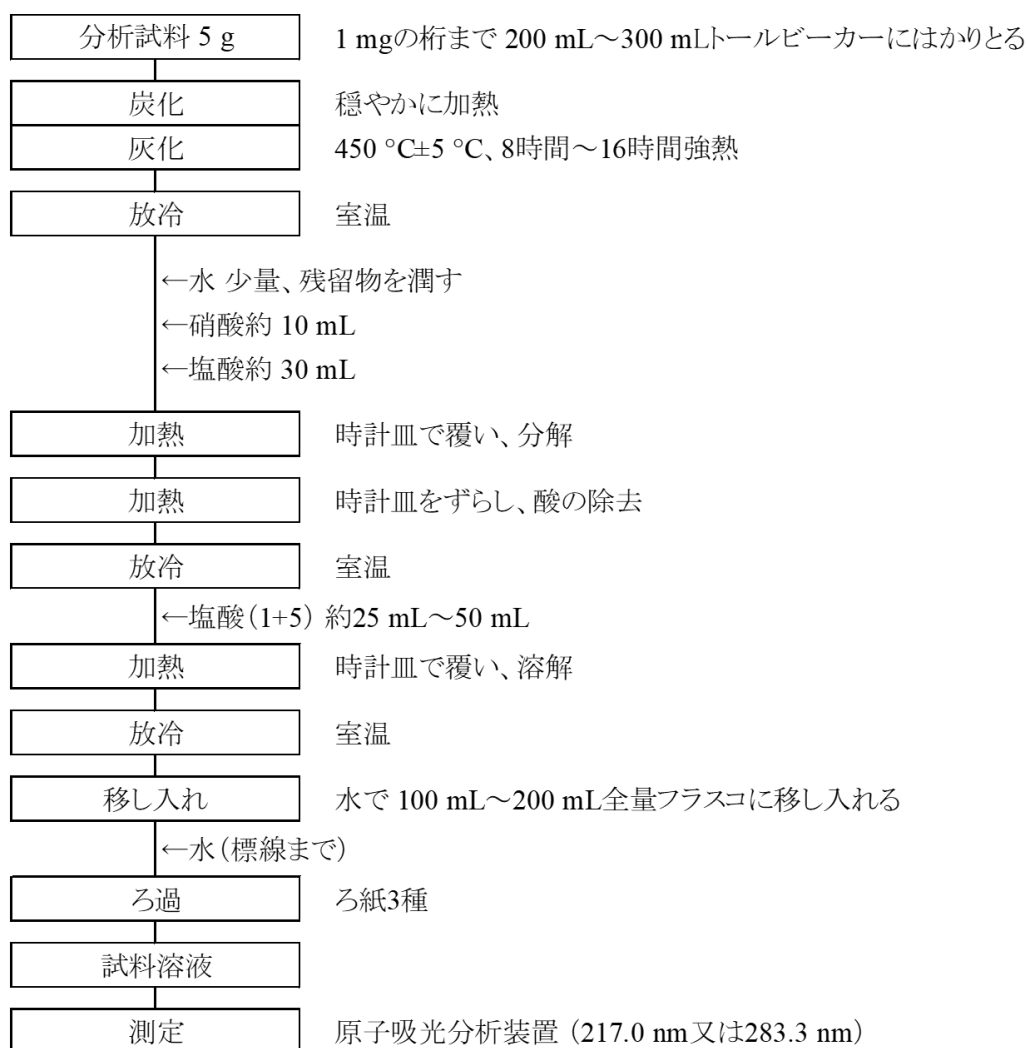 分析試料 5 g 1 mgの桁まで 200 mL～300 mLトールビーカーにはかりとる
炭化 穏やかに加熱
灰化 450 °C±5 °C、8時間～16時間強熱
放冷 室温
←水 少量、残留物を潤す
←硝酸約 10 mL
←塩酸約 30 mL
加熱 時計皿で覆い、分解
加熱 時計皿をずらし、酸の除去
放冷 室温
←塩酸（1+5） 約25 mL～50 mL
加熱 時計皿で覆い、溶解
放冷 室温
移し入れ 水で 100 mL～200 mL全量フラスコに移し入れる
←水（標線まで）
ろ過 ろ紙3種
試料溶液
測定 原子吸光分析装置 （217.0 nm又は283.3 nm）